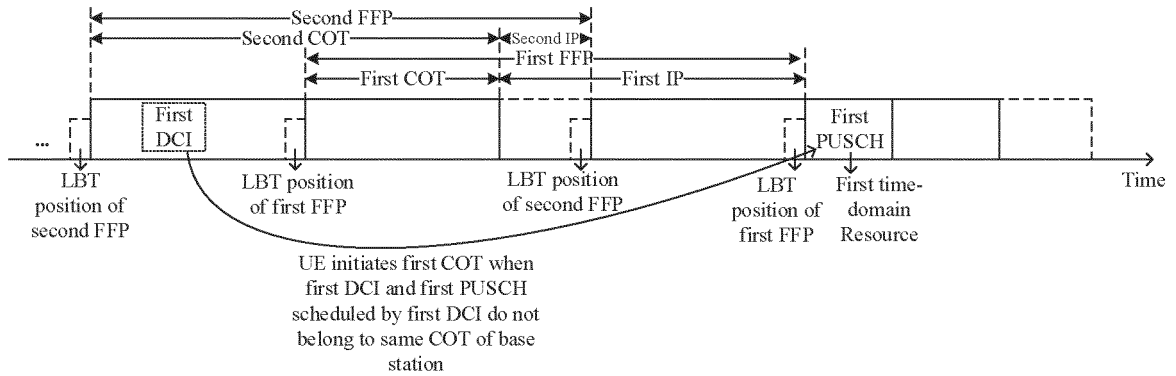 Second FFP
Second COT
Second IP
First FFP
First COT
First IP
First
DCI
First
PUSCH
...
LBT
position of
second FFP
LBT position
of first FFP
LBT position
of second FFP
LBT
position of
first FFP
First time-
domain
Resource
Time
UE initiates first COT when
first DCI and first PUSCH
scheduled by first DCI do not
belong to same COT of base
station